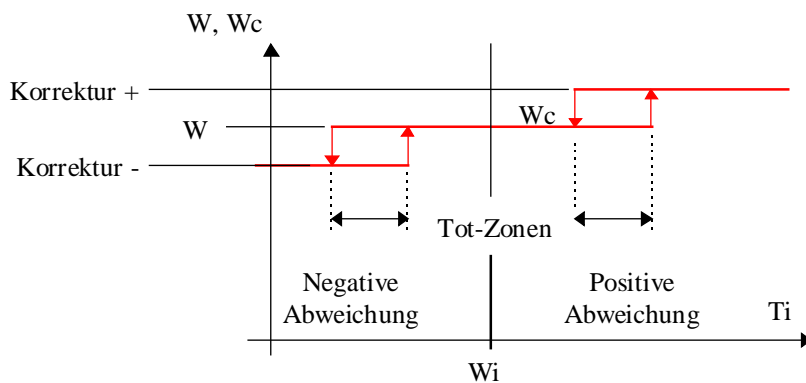 W, Wc
Korrektur +
W
Wc
Korrektur -
Tot-Zonen
Negative
Abweichung
Positive
Abweichung
Ti
Wi